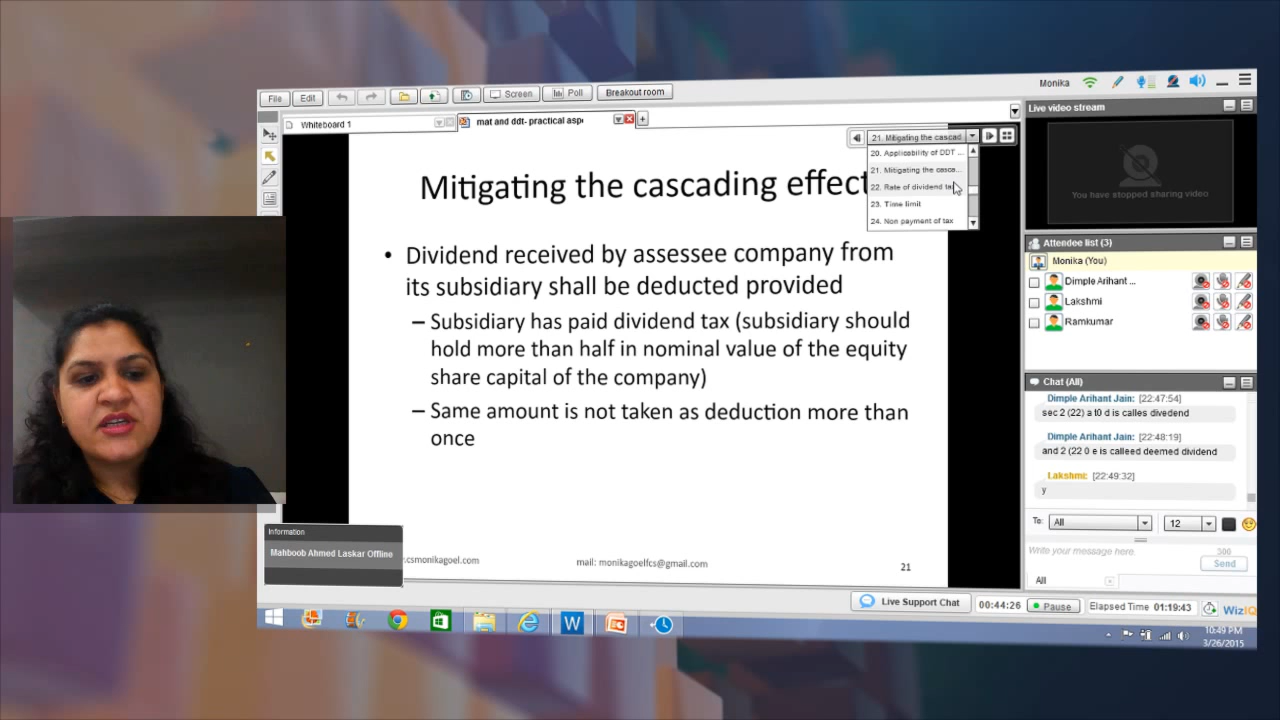 File
Edit
Screen
Poll
Breakout room
Monika
Whiteboard 1
mat and ddt- practical aspe
21. Mitigating the cascad
20. Applicability of DDT ...
21. Mitigating the casca...
22. Rate of dividend ta
23. Time limit
24. Non payment of tax
Mitigating the cascading effect
• Dividend received by assessee company from
its subsidiary shall be deducted provided
– Subsidiary has paid dividend tax (subsidiary should
hold more than half in nominal value of the equity
share capital of the company)
– Same amount is not taken as deduction more than
once
.csmonikagoel.com
mail: monikagoelfcs@gmail.com
21
Information
Mahboob Ahmed Laskar Offline
Live video stream
You have stopped sharing video
Attendee list (3)
Monika (You)
Dimple Arihant ...
Lakshmi
Ramkumar
Chat (All)
Dimple Arihant Jain: [22:47:54]
sec 2 (22) a t0 d is calles divedend
Dimple Arihant Jain: [22:48:19]
and 2 (22 0 e is calleed deemed dividend
Lakshmi: [22:49:32]
y
To: All 12
Write your message here.
300
Send
All
Live Support Chat
00:44:26
Pause
Elapsed Time 01:19:43
WizIQ
10:49 PM
3/26/2015